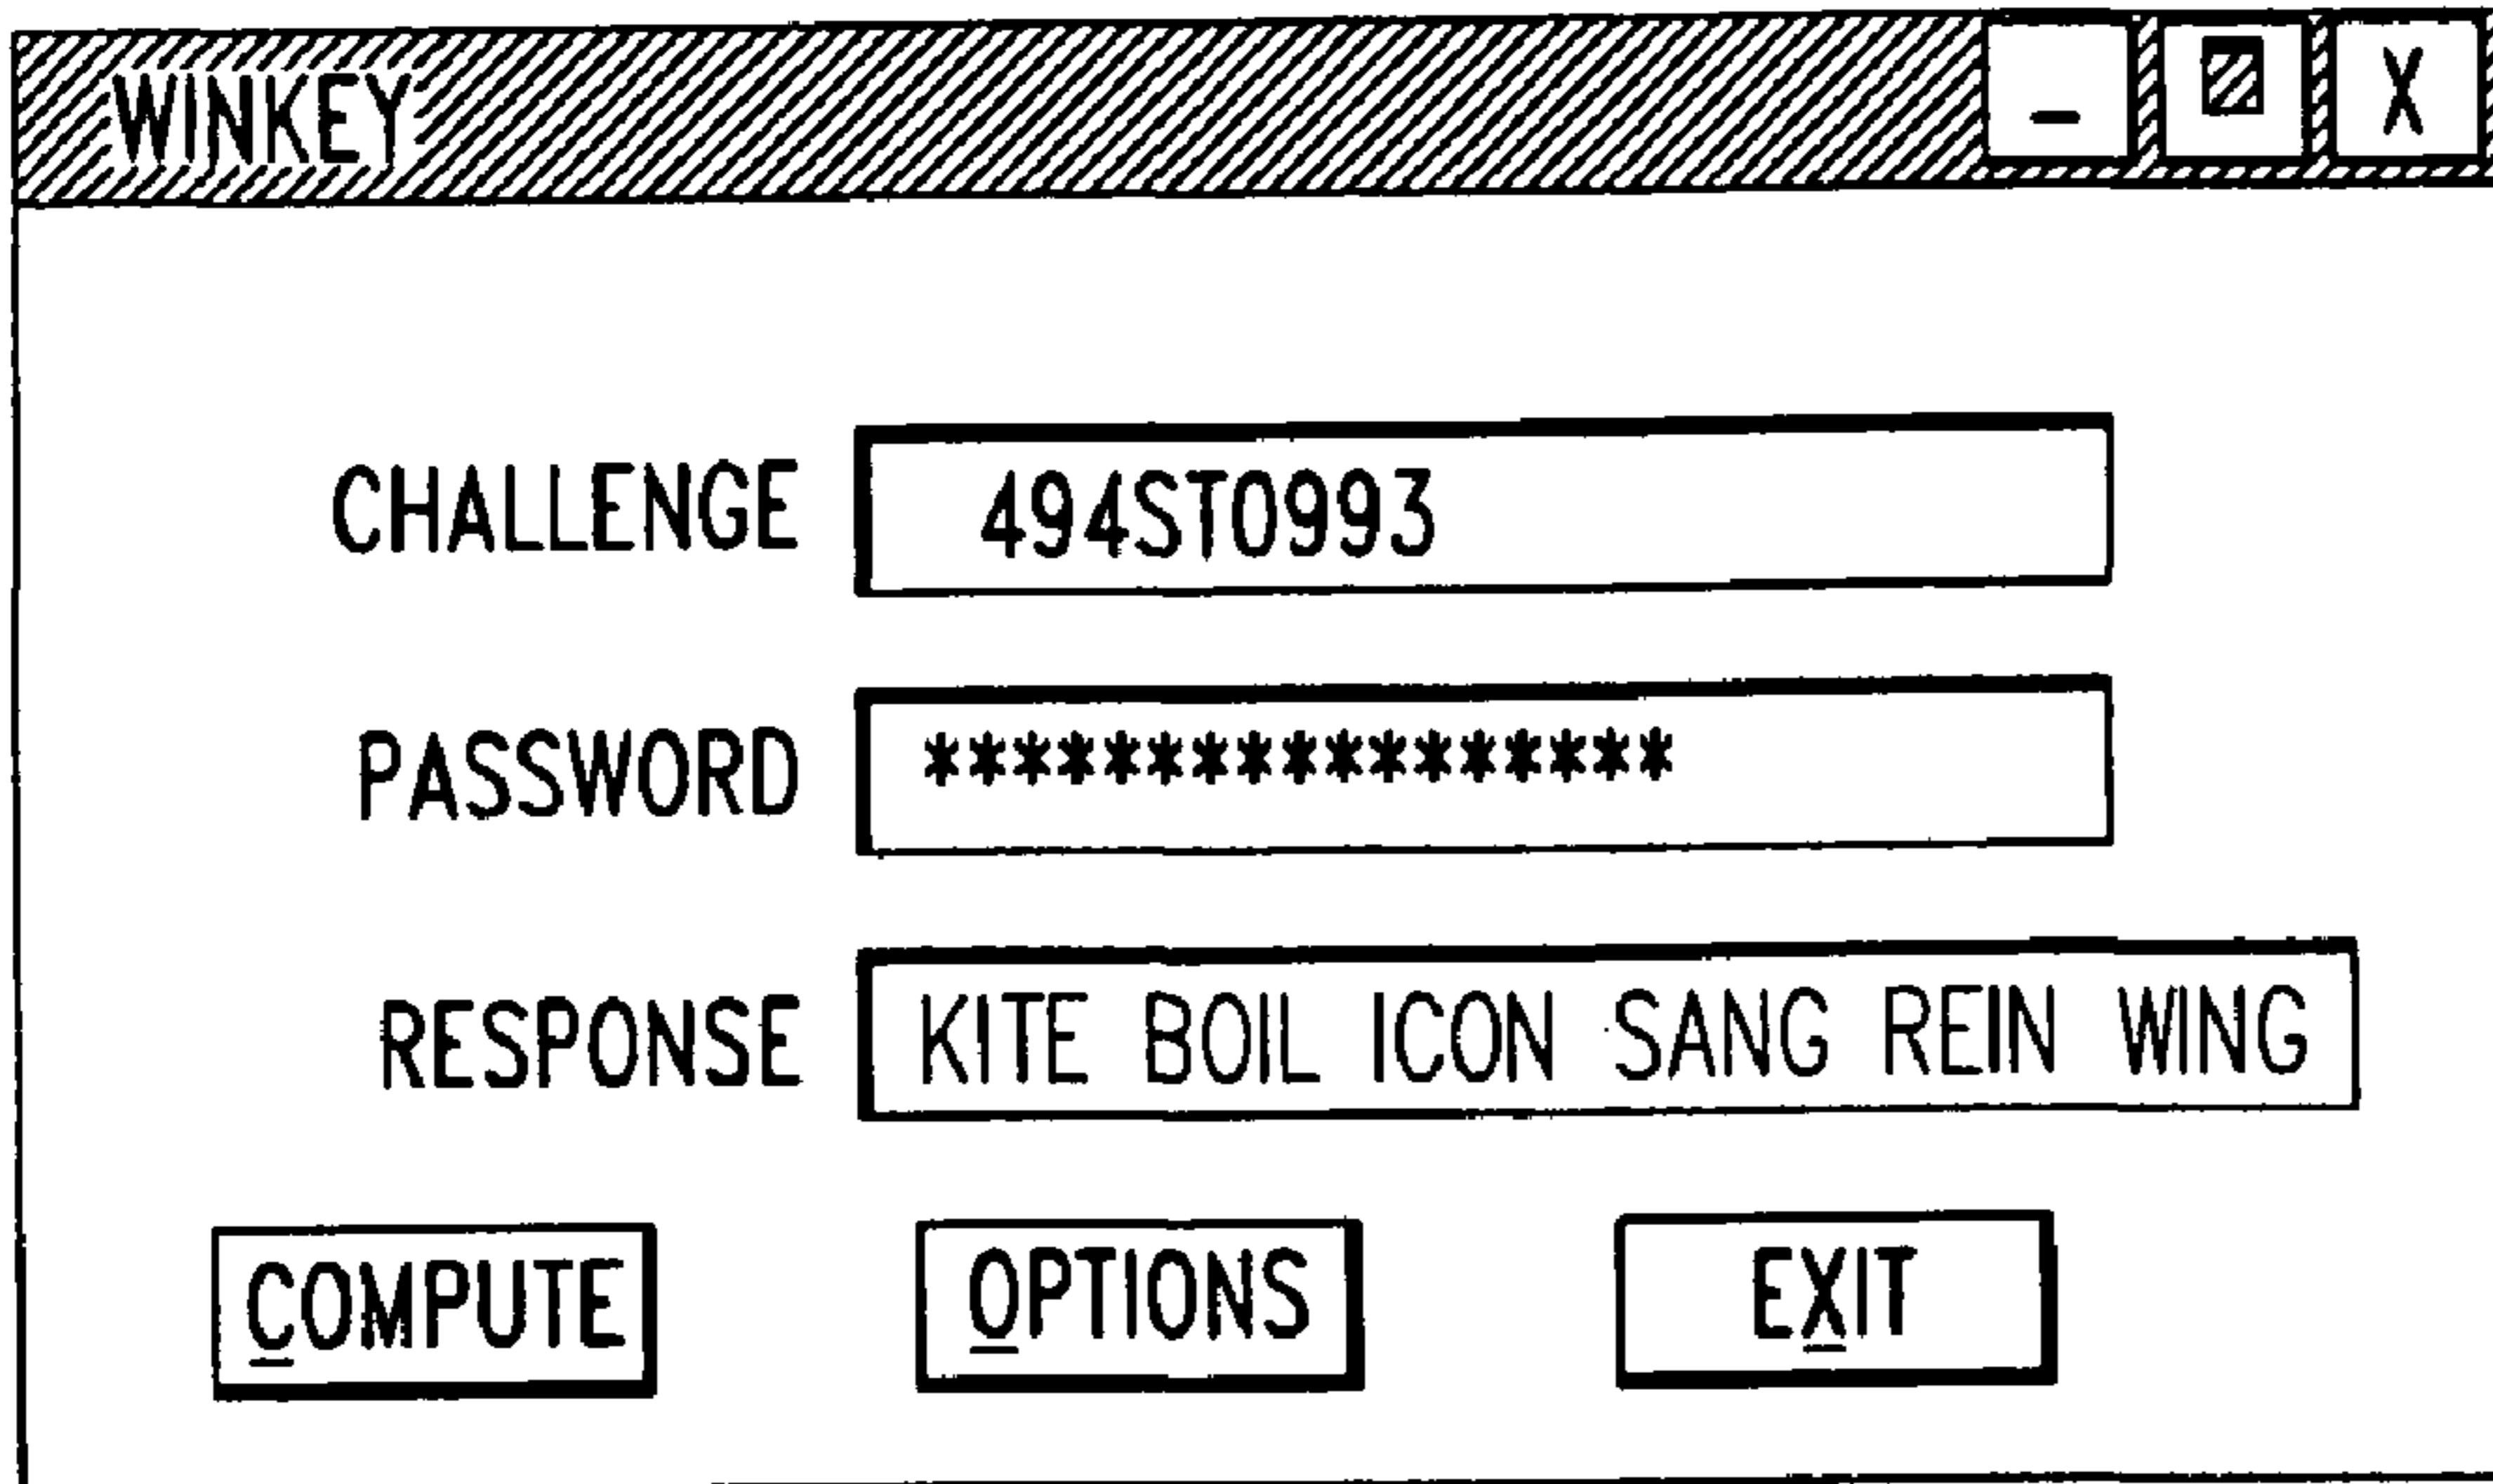 WINKEY - X
CHALLENGE 494ST0993
PASSWORD *****************
RESPONSE KITE BOIL ICON SANG REIN WING
COMPUTE OPTIONS EXIT